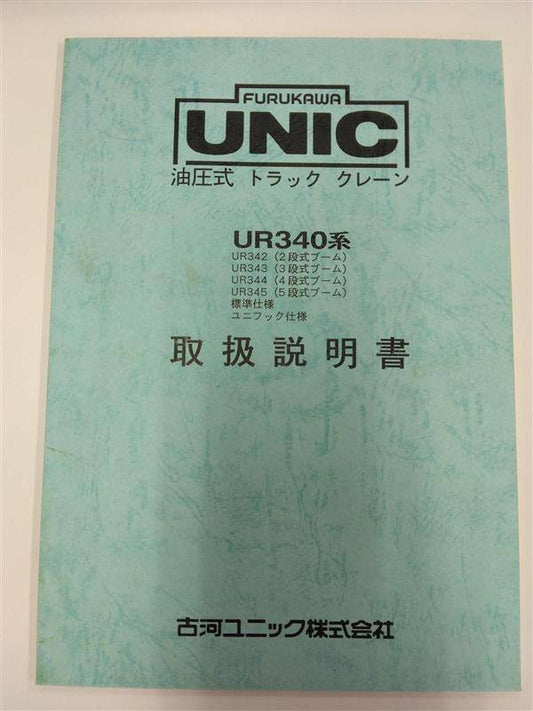 FURUKAWA
UNIC
油圧式 トラック クレーン
UR340系
UR342 (2段式ブーム)
UR343 (3段式ブーム)
UR344 (4段式ブーム)
UR345 (5段式ブーム)
標準仕様
ユニフック仕様
取扱説明書
古河ユニック株式会社